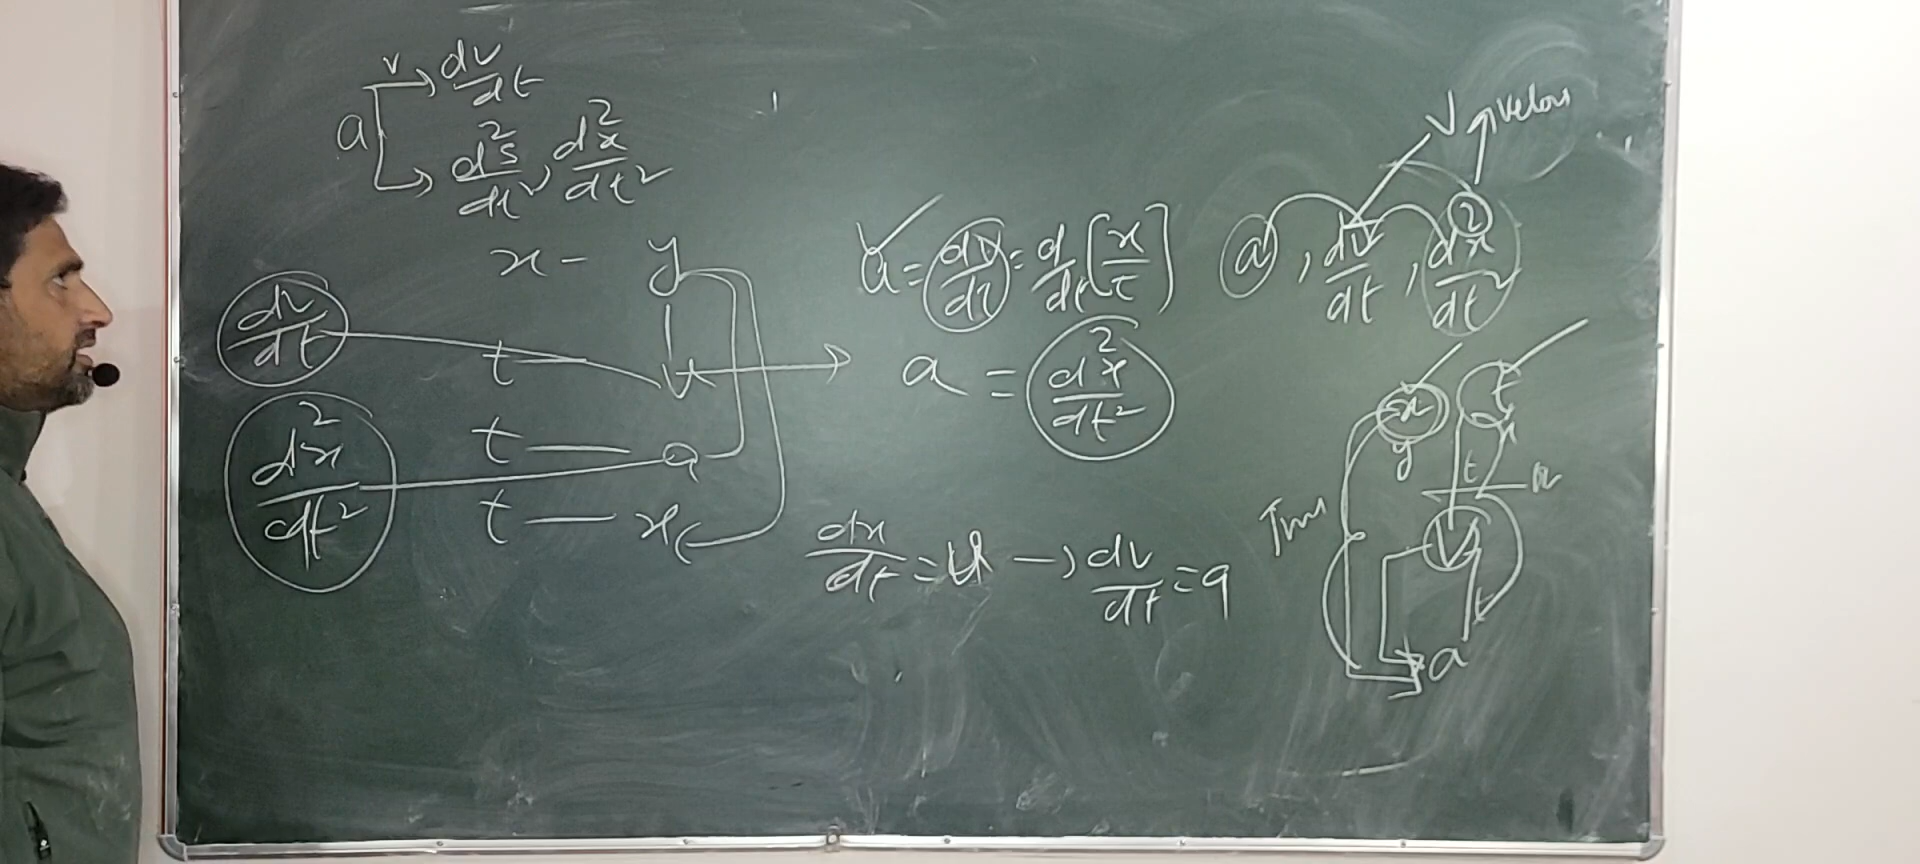 a v → dv/dt
→ d²s/dt², d²x/dt²
x – y
dv/dt
d²x/dt²
t — v →
t — a
t — x
a = dv/dt = d/dt [x/t]
a = d²x/dt²
dx/dt = v → dv/dt = a
V
a, dv/dt, d²x/dt²
x t
y x
t
V
t
a